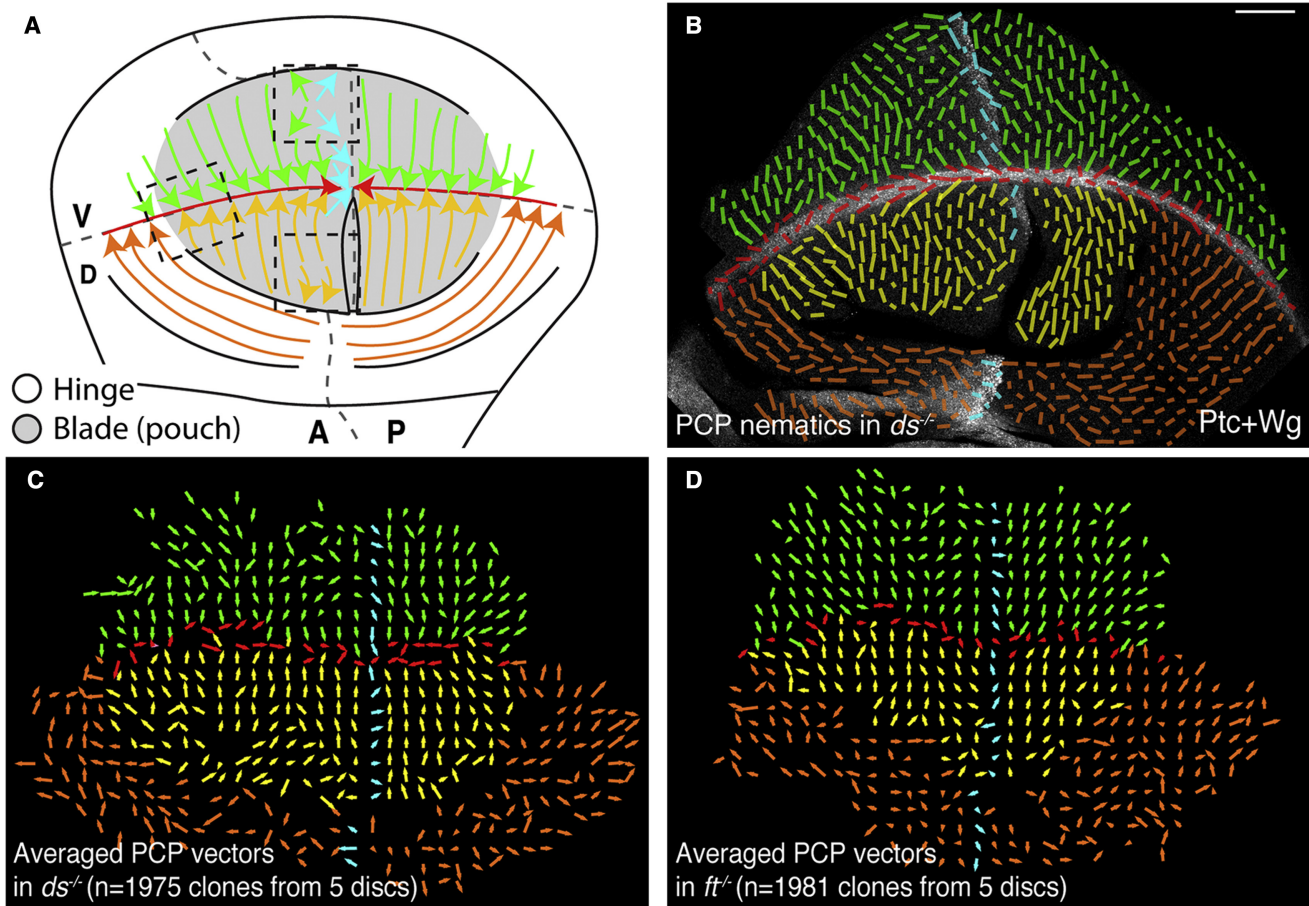 A
V
D
Hinge
Blade (pouch)
A P
B
PCP nematics in ds-/-
Ptc+Wg
C
Averaged PCP vectors
in ds-/- (n=1975 clones from 5 discs)
D
Averaged PCP vectors
in ft-/- (n=1981 clones from 5 discs)